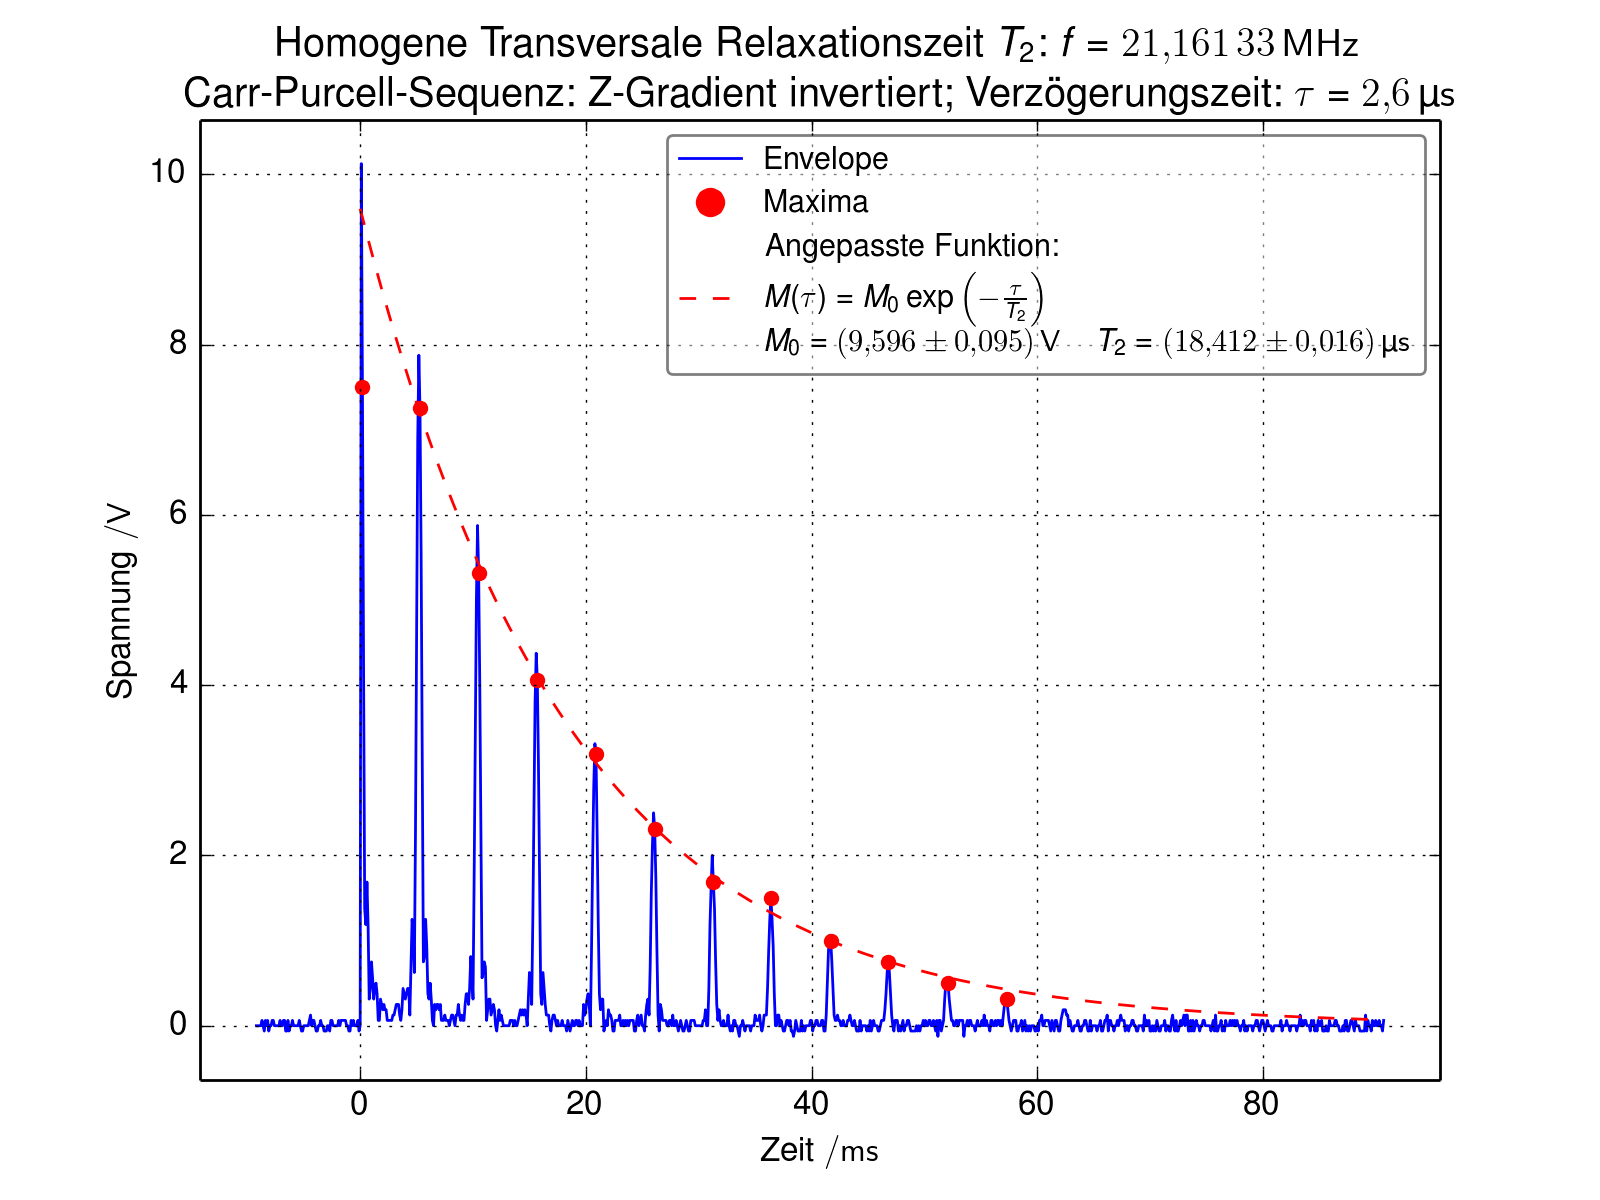 Homogene Transversale Relaxationszeit T₂: f = 21,161 33 MHz
Carr-Purcell-Sequenz: Z-Gradient invertiert; Verzögerungszeit: τ = 2,6 µs
Envelope
Maxima
Angepasste Funktion:
M(τ) = M₀ exp(−τ/T₂)
M₀ = (9,596 ± 0,095) V T₂ = (18,412 ± 0,016) µs
10
8
6
4
2
0
Spannung /V
0 20 40 60 80
Zeit /ms